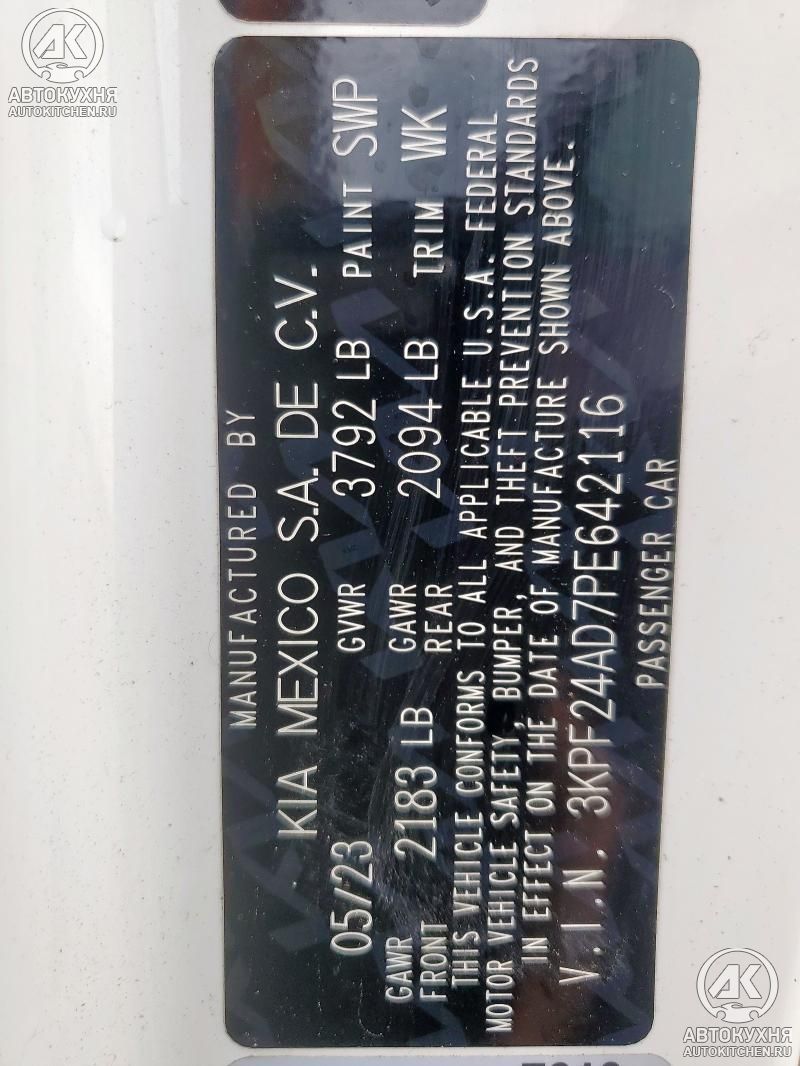 AK
АВТОКУХНЯ
AUTOKITCHEN.RU
MANUFACTURED BY
KIA MEXICO S.A. DE C.V.
05/23 GVWR 3792 LB PAINT SWP
GAWR FRONT 2183 LB GAWR REAR 2094 LB TRIM WK
THIS VEHICLE CONFORMS TO ALL APPLICABLE U.S.A. FEDERAL
MOTOR VEHICLE SAFETY, BUMPER, AND THEFT PREVENTION STANDARDS
IN EFFECT ON THE DATE OF MANUFACTURE SHOWN ABOVE.
V.I.N. 3KPF24AD7PE642116
PASSENGER CAR
AK
АВТОКУХНЯ
AUTOKITCHEN.RU